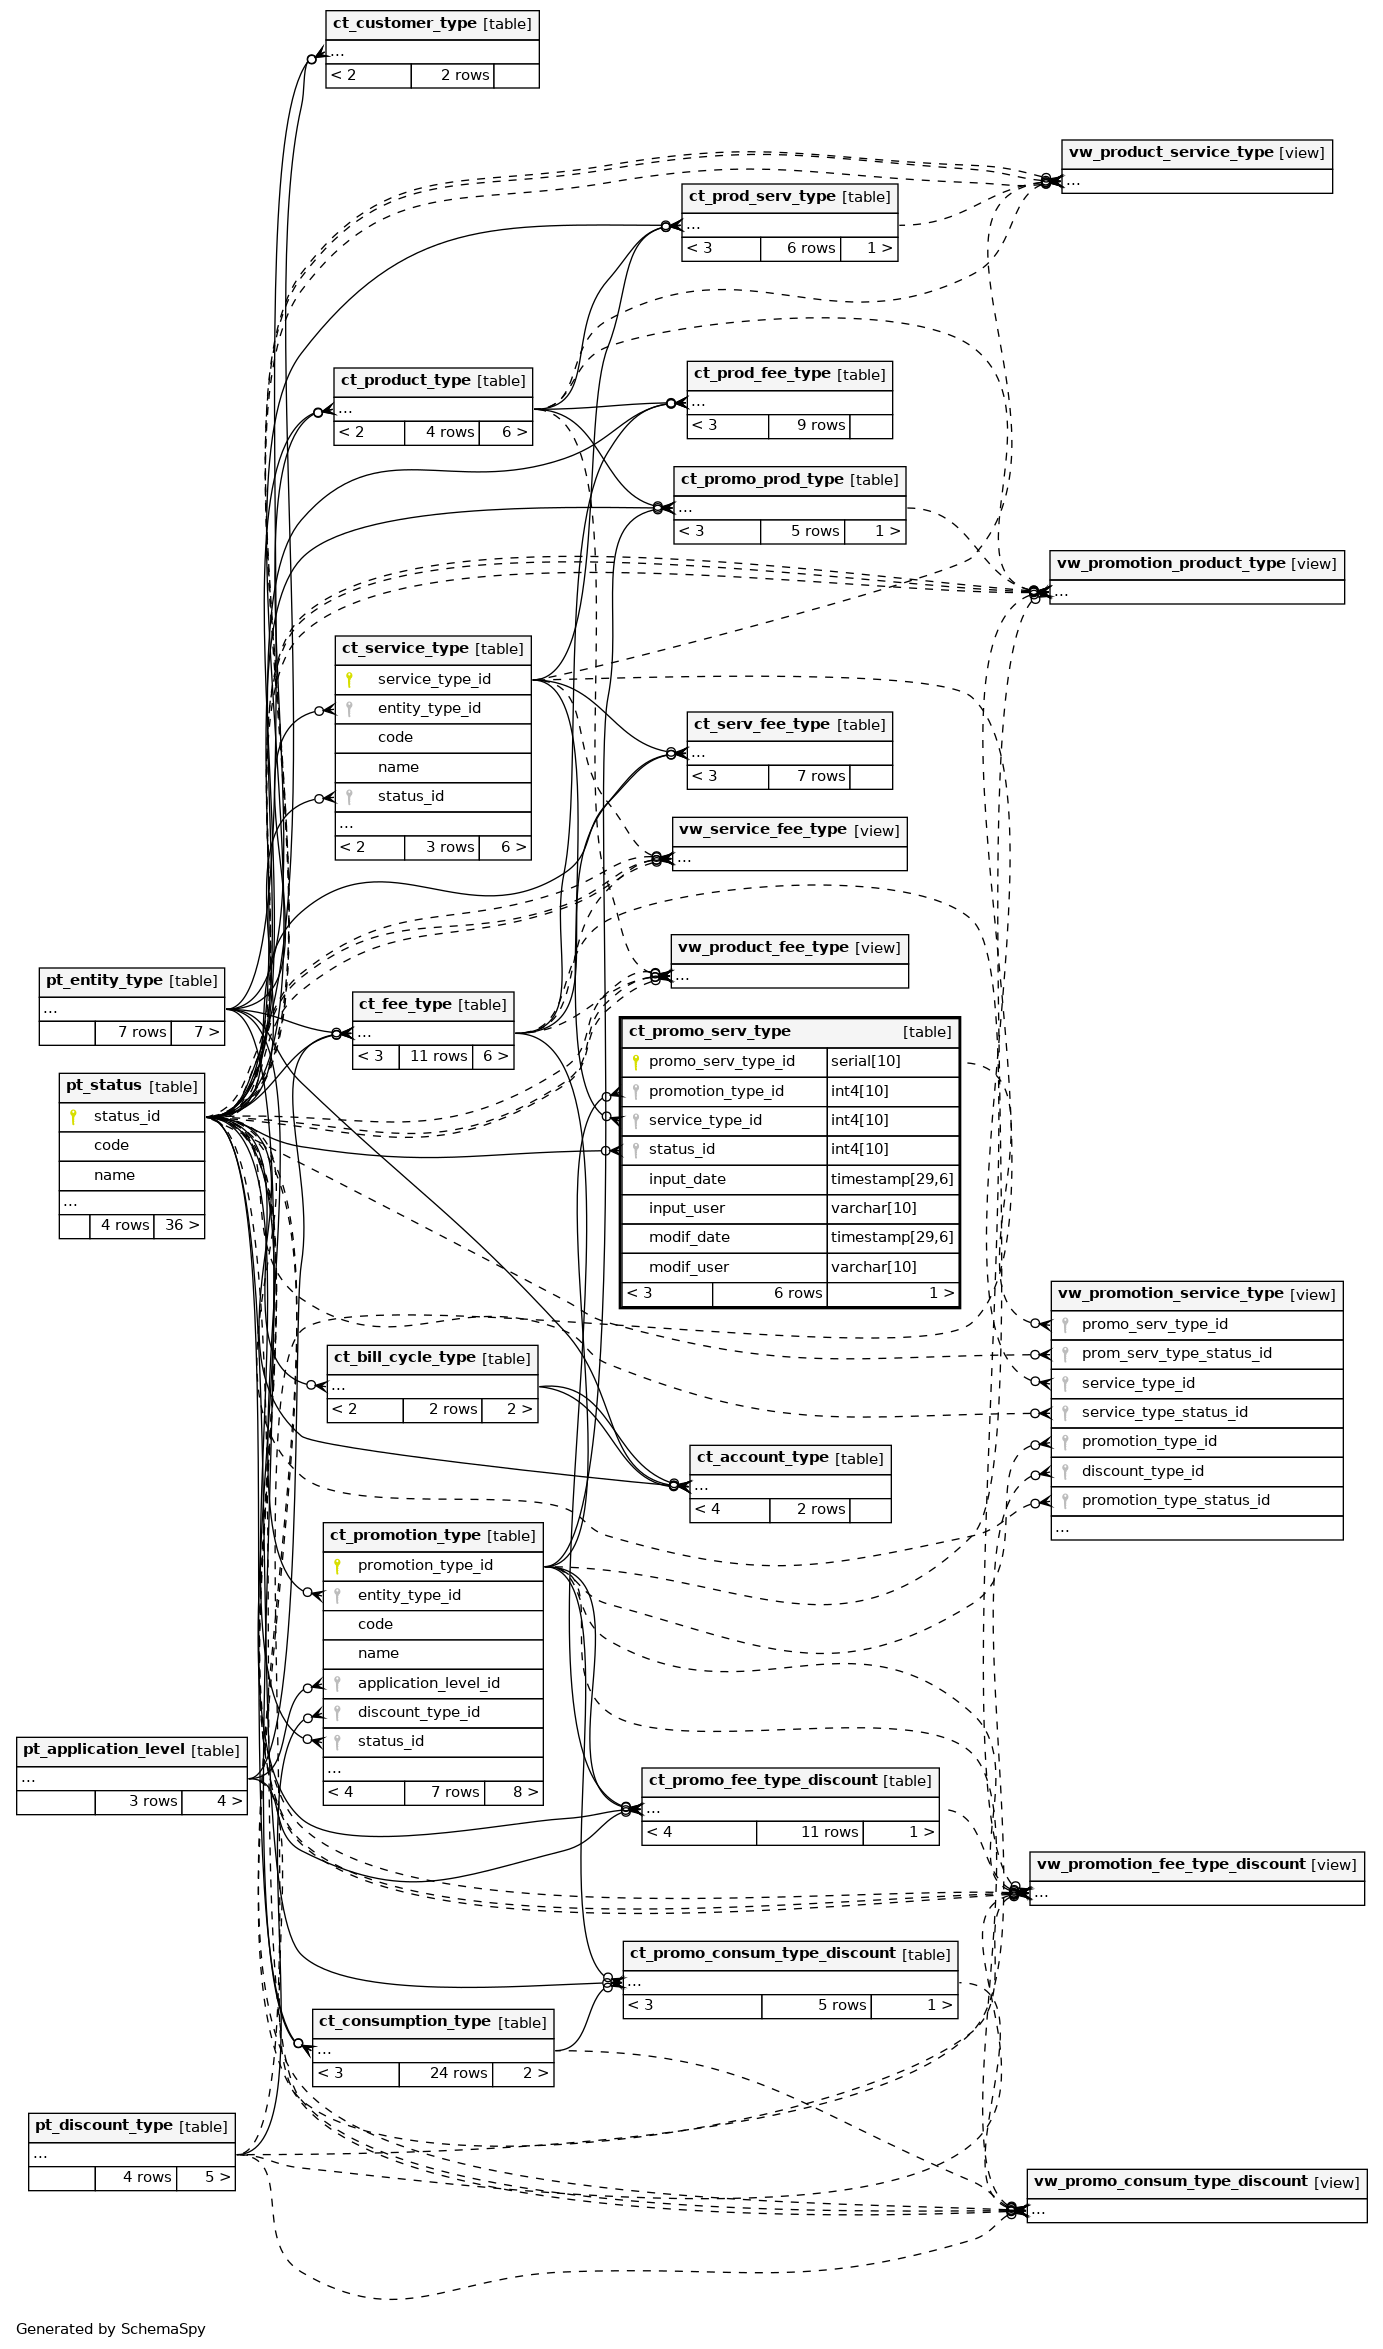 ct_customer_type [table]
...
< 2 2 rows
vw_product_service_type [view]
...
ct_prod_serv_type [table]
...
< 3 6 rows 1 >
ct_product_type [table]
...
< 2 4 rows 6 >
ct_prod_fee_type [table]
...
< 3 9 rows
ct_promo_prod_type [table]
...
< 3 5 rows 1 >
vw_promotion_product_type [view]
...
ct_service_type [table]
service_type_id
entity_type_id
code
name
status_id
...
< 2 3 rows 6 >
ct_serv_fee_type [table]
...
< 3 7 rows
vw_service_fee_type [view]
...
vw_product_fee_type [view]
...
pt_entity_type [table]
...
7 rows 7 >
ct_fee_type [table]
...
< 3 11 rows 6 >
pt_status [table]
status_id
code
name
...
4 rows 36 >
ct_promo_serv_type [table]
promo_serv_type_id serial[10]
promotion_type_id int4[10]
service_type_id int4[10]
status_id int4[10]
input_date timestamp[29,6]
input_user varchar[10]
modif_date timestamp[29,6]
modif_user varchar[10]
< 3 6 rows 1 >
vw_promotion_service_type [view]
promo_serv_type_id
prom_serv_type_status_id
service_type_id
service_type_status_id
promotion_type_id
discount_type_id
promotion_type_status_id
...
ct_bill_cycle_type [table]
...
< 2 2 rows 2 >
ct_account_type [table]
...
< 4 2 rows
ct_promotion_type [table]
promotion_type_id
entity_type_id
code
name
application_level_id
discount_type_id
status_id
...
< 4 7 rows 8 >
pt_application_level [table]
...
3 rows 4 >
ct_promo_fee_type_discount [table]
...
< 4 11 rows 1 >
vw_promotion_fee_type_discount [view]
...
ct_promo_consum_type_discount [table]
...
< 3 5 rows 1 >
ct_consumption_type [table]
...
< 3 24 rows 2 >
pt_discount_type [table]
...
4 rows 5 >
vw_promo_consum_type_discount [view]
...
Generated by SchemaSpy